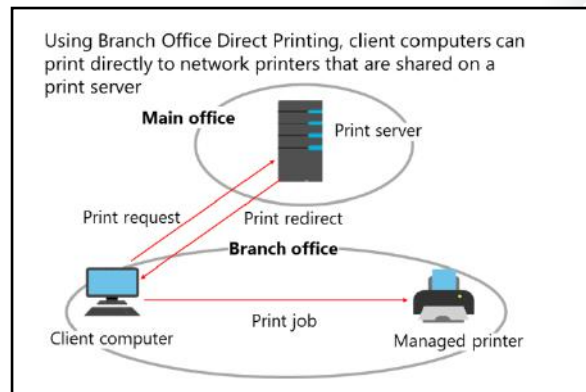 Using Branch Office Direct Printing, client computers can
print directly to network printers that are shared on a
print server
Main office
Print server
Print request
Print redirect
Branch office
Client computer
Print job
Managed printer